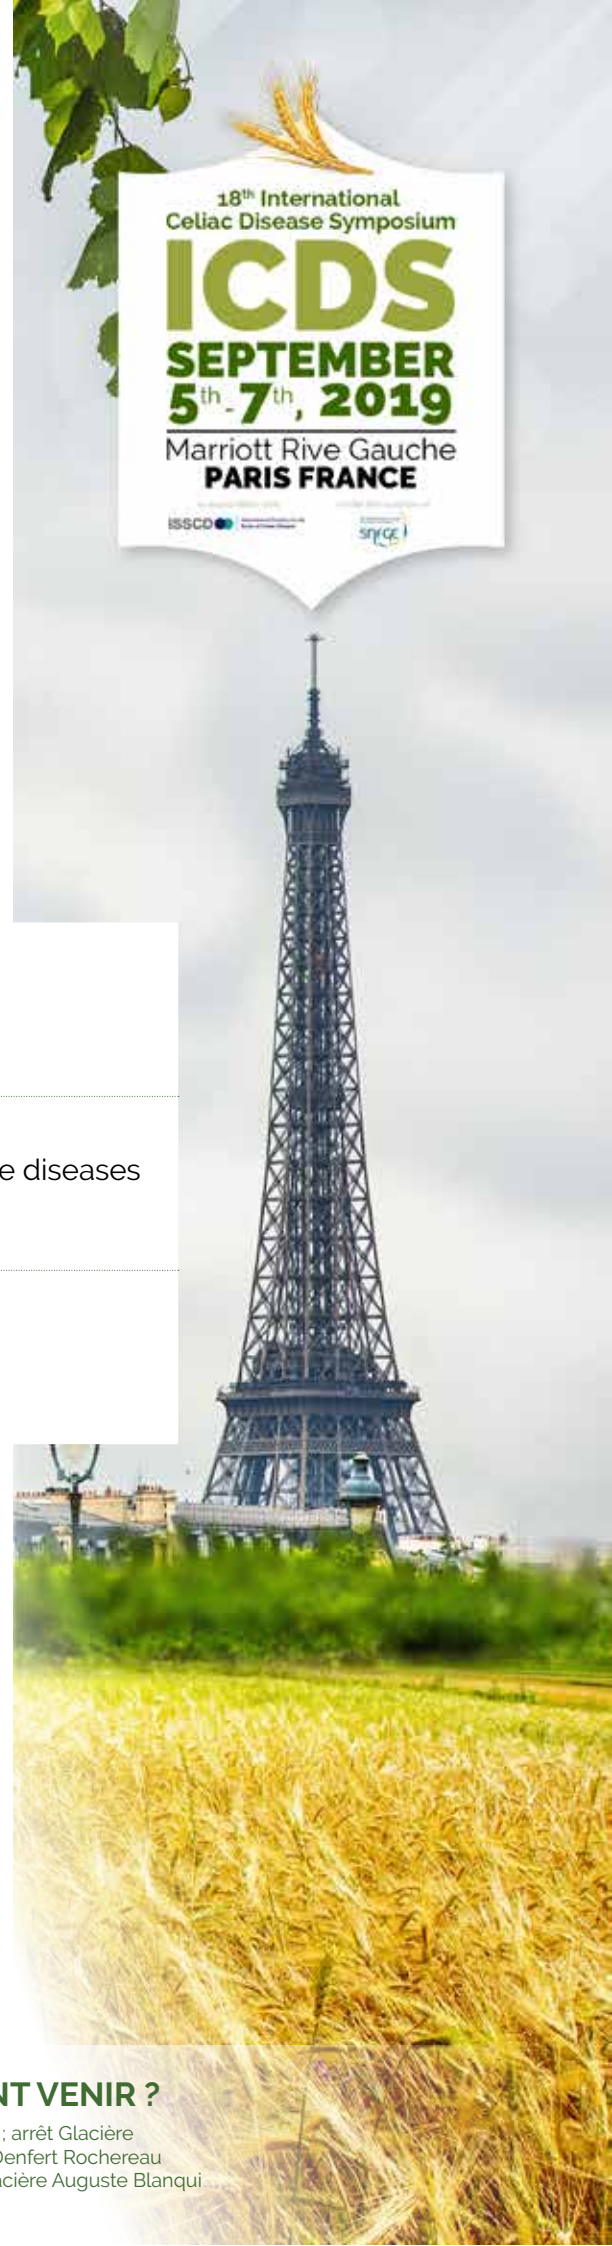 18th International
Celiac Disease Symposium
ICDS
SEPTEMBER
5th - 7th, 2019
Marriott Rive Gauche
PARIS FRANCE
ISSCD
snfge
e diseases
NT VENIR ?
; arrêt Glacière
Denfert Rochereau
acière Auguste Blanqui